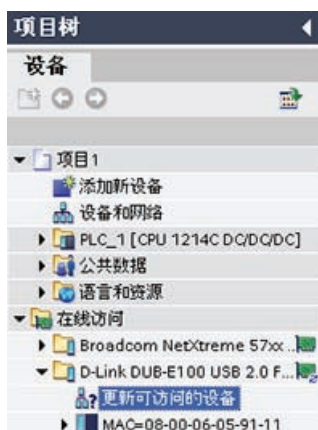 项目树
设备
项目1
添加新设备
设备和网络
PLC_1 [CPU 1214C DC/DC/DC]
公共数据
语言和资源
在线访问
Broadcom NetXtreme 57xx ..
D-Link DUB-E100 USB 2.0 F...
更新可访问的设备
MAC=08-00-06-05-91-11